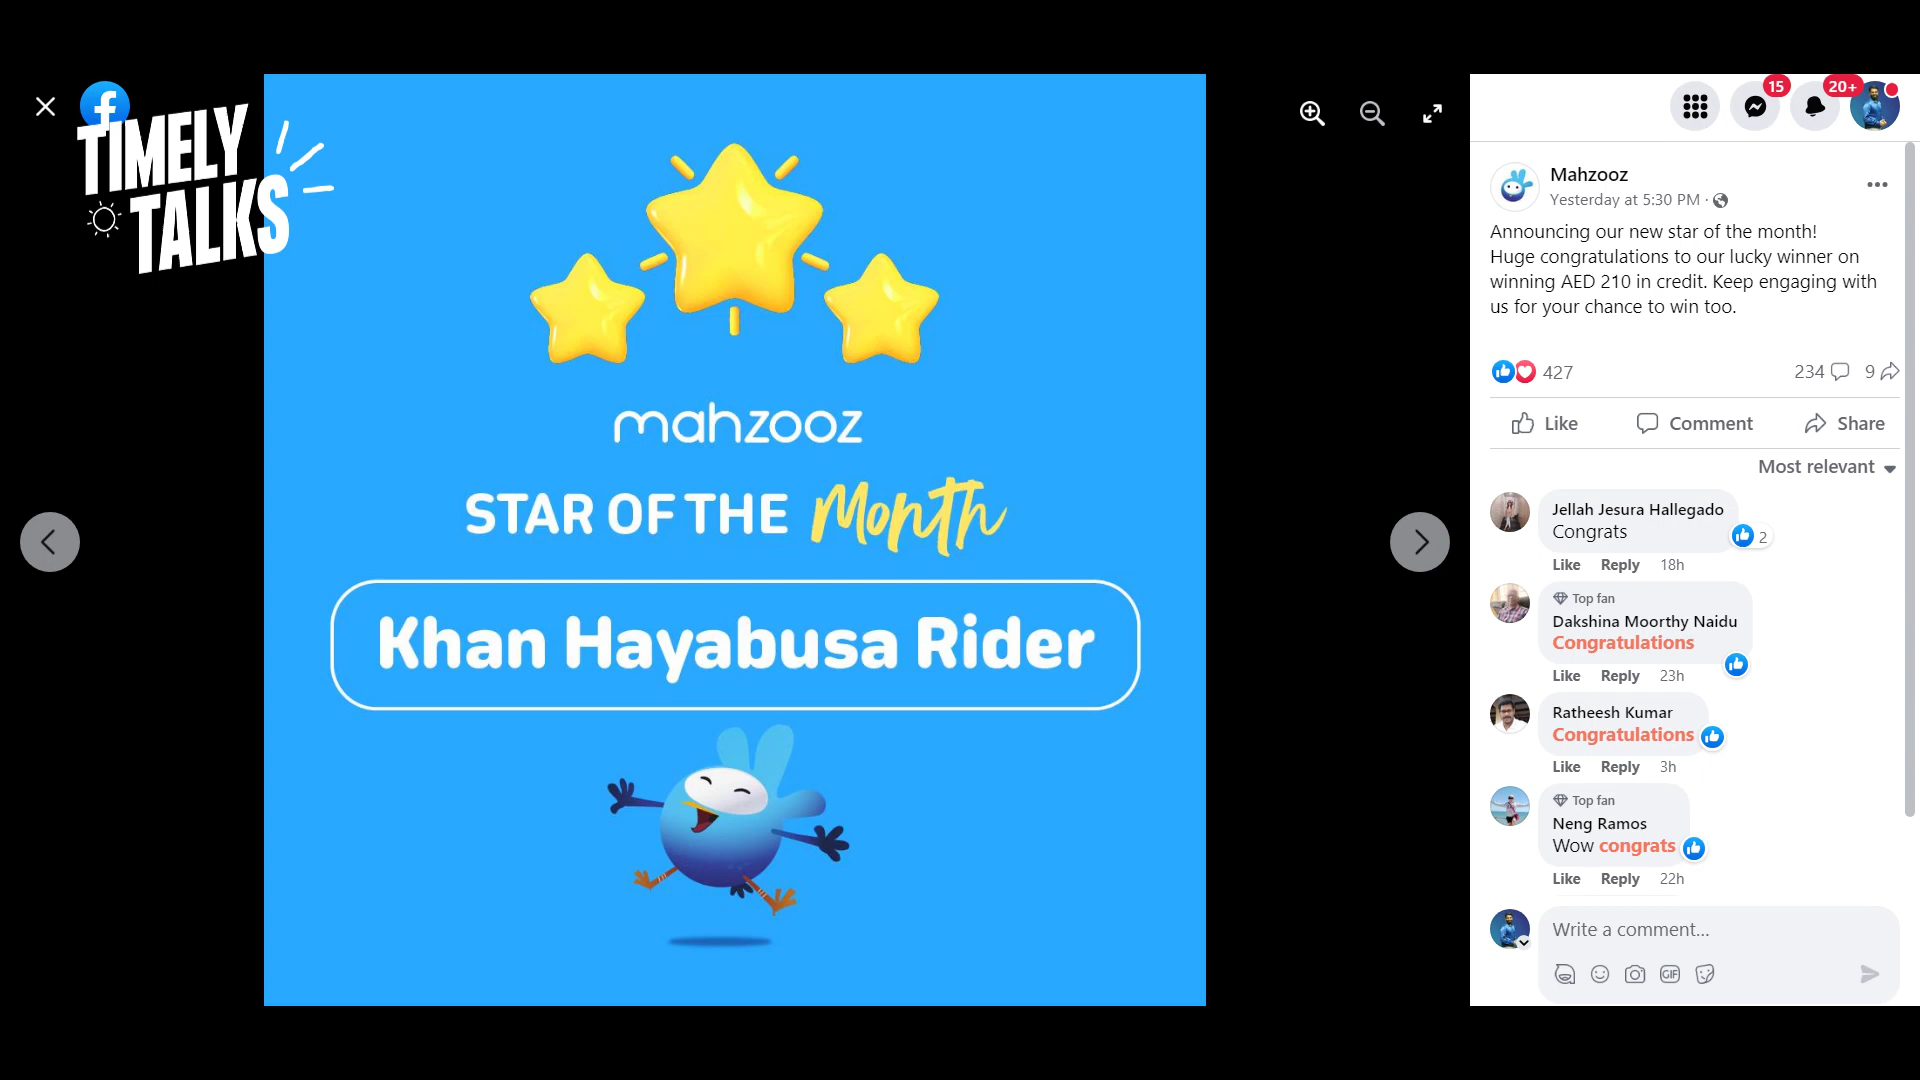 TIMELY
TALKS
mahzooz
STAR OF THE Month
Khan Hayabusa Rider
15
20+
Mahzooz
Yesterday at 5:30 PM ·
Announcing our new star of the month!
Huge congratulations to our lucky winner on
winning AED 210 in credit. Keep engaging with
us for your chance to win too.
427
234
9
Like
Comment
Share
Most relevant
Jellah Jesura Hallegado
Congrats
2
Like Reply 18h
Top fan
Dakshina Moorthy Naidu
Congratulations
Like Reply 23h
Ratheesh Kumar
Congratulations
Like Reply 3h
Top fan
Neng Ramos
Wow congrats
Like Reply 22h
Write a comment...
GIF